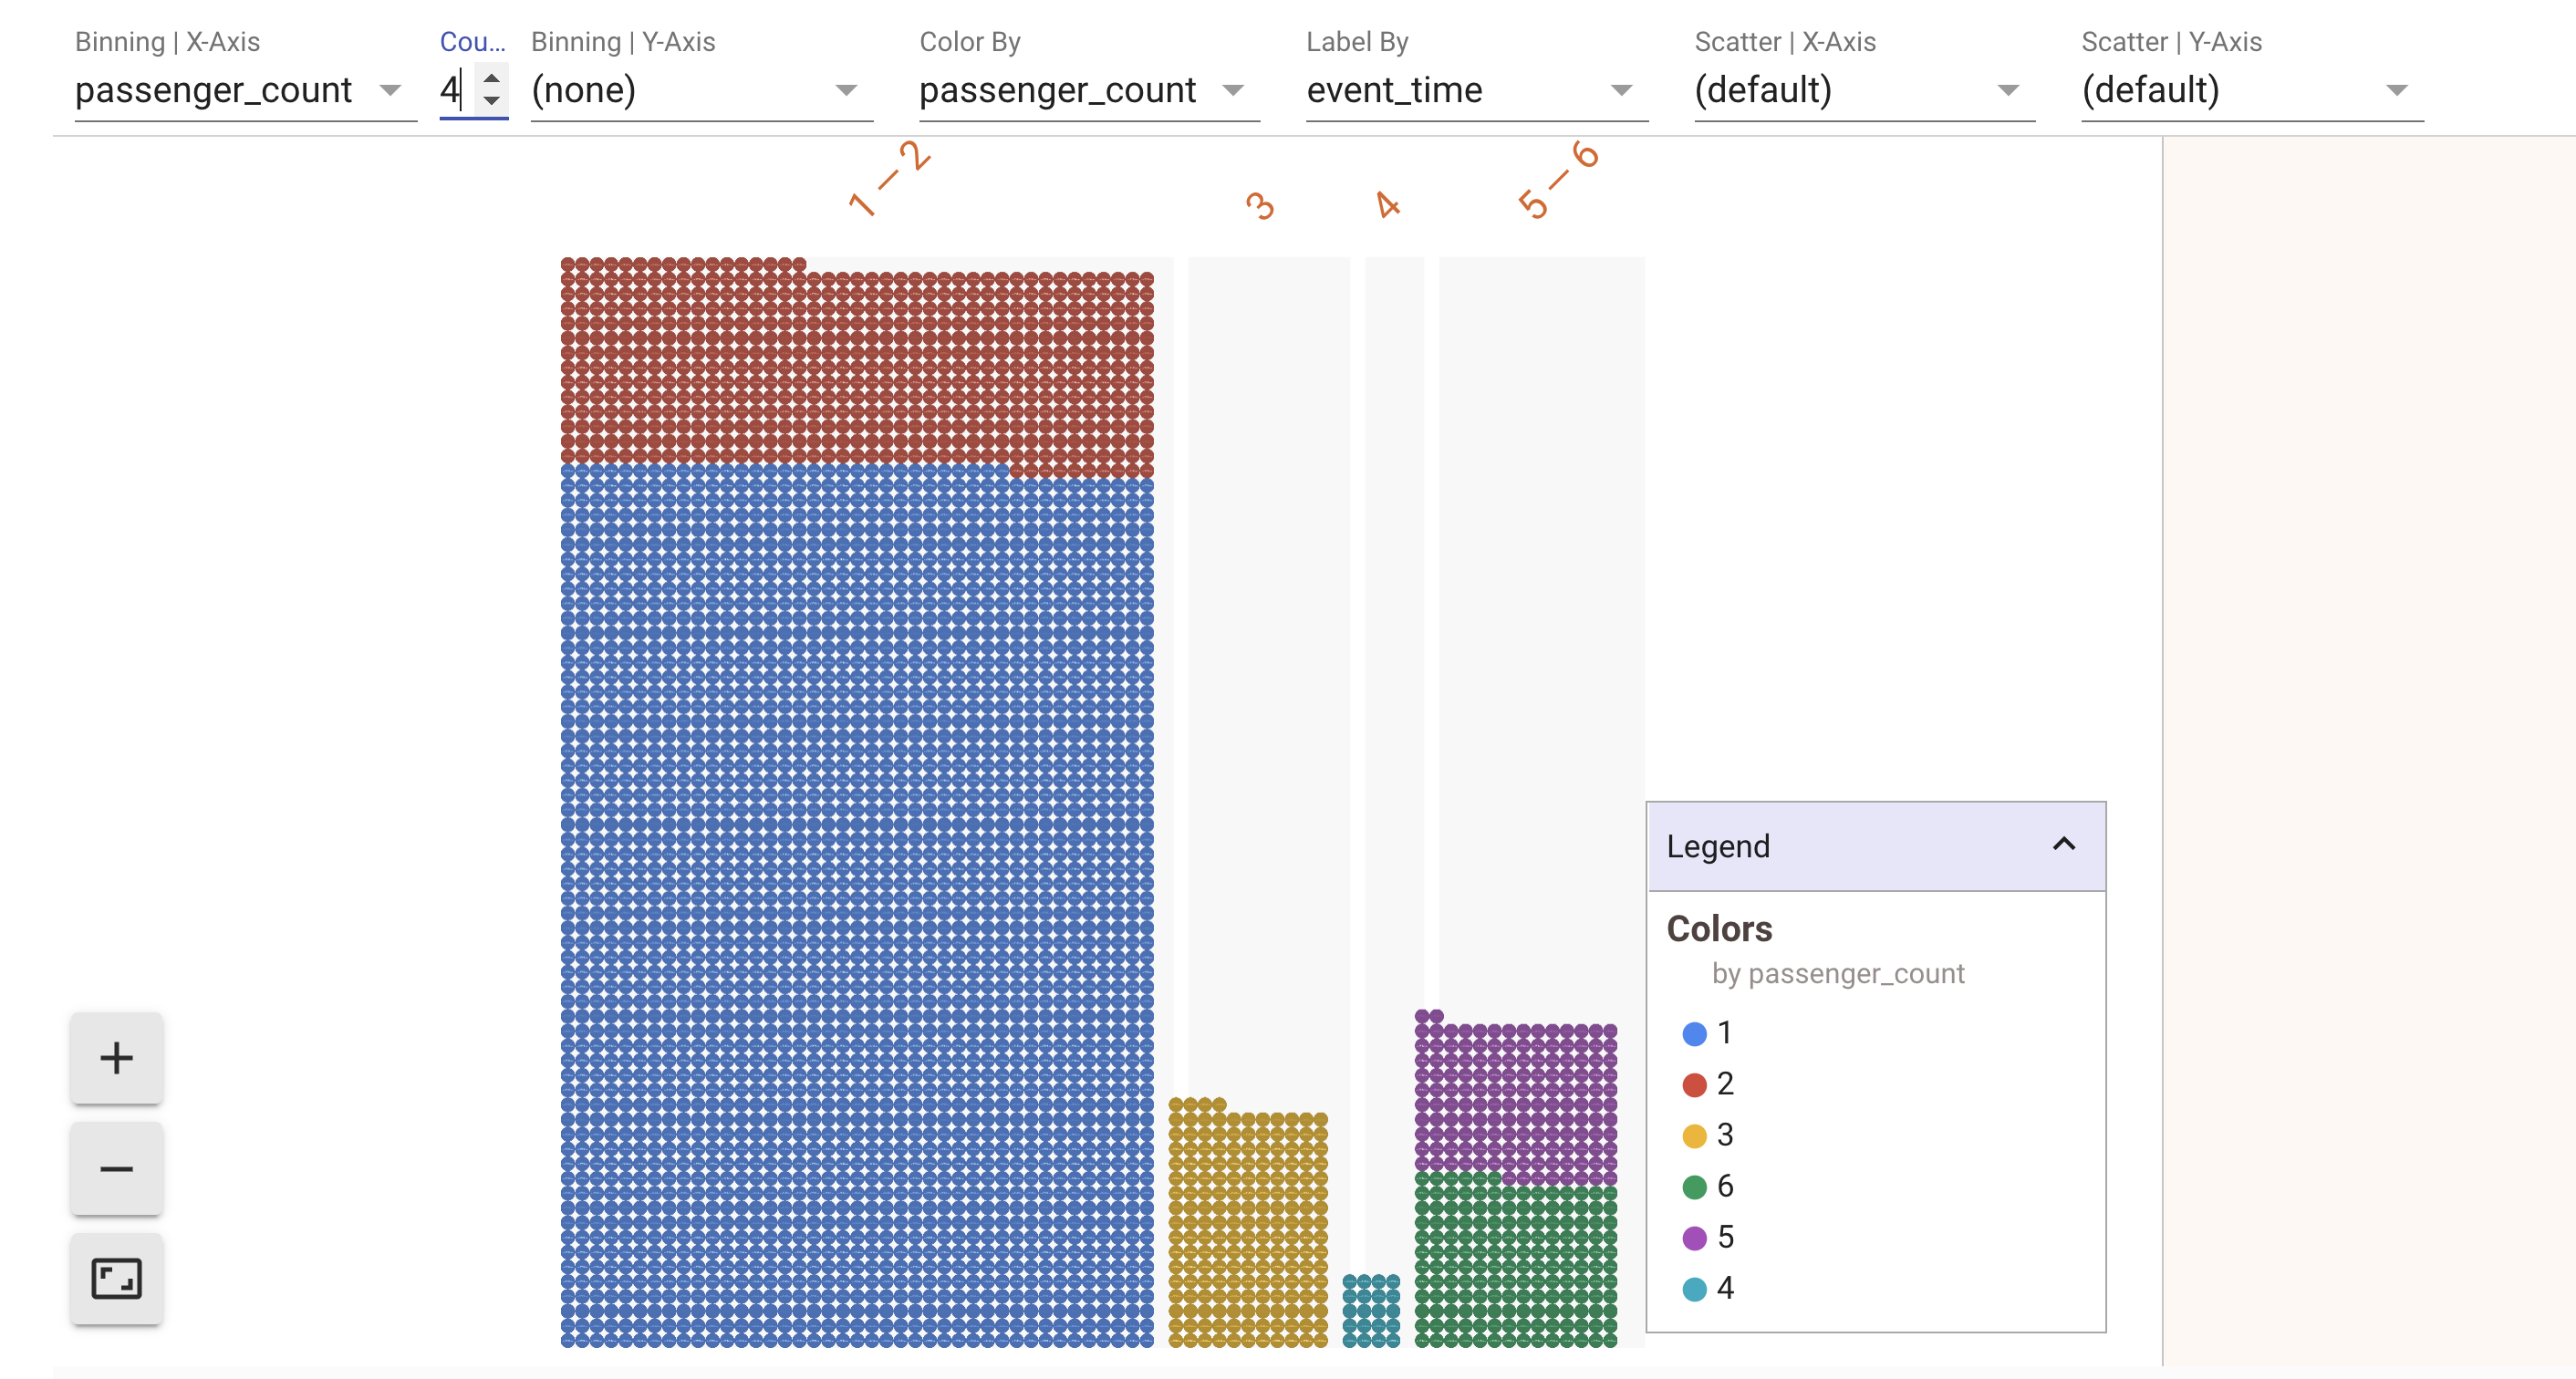 Binning | X-Axis
Cou...
Binning | Y-Axis
Color By
Label By
Scatter | X-Axis
Scatter | Y-Axis
passenger_count
4
(none)
passenger_count
event_time
(default)
(default)
1 – 2
3
4
5 – 6
Legend
Colors
by passenger_count
1
2
3
6
5
4